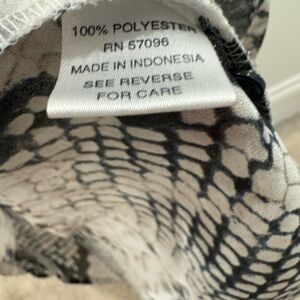 100% POLYESTER
RN 57096
MADE IN INDONESIA
SEE REVERSE
FOR CARE